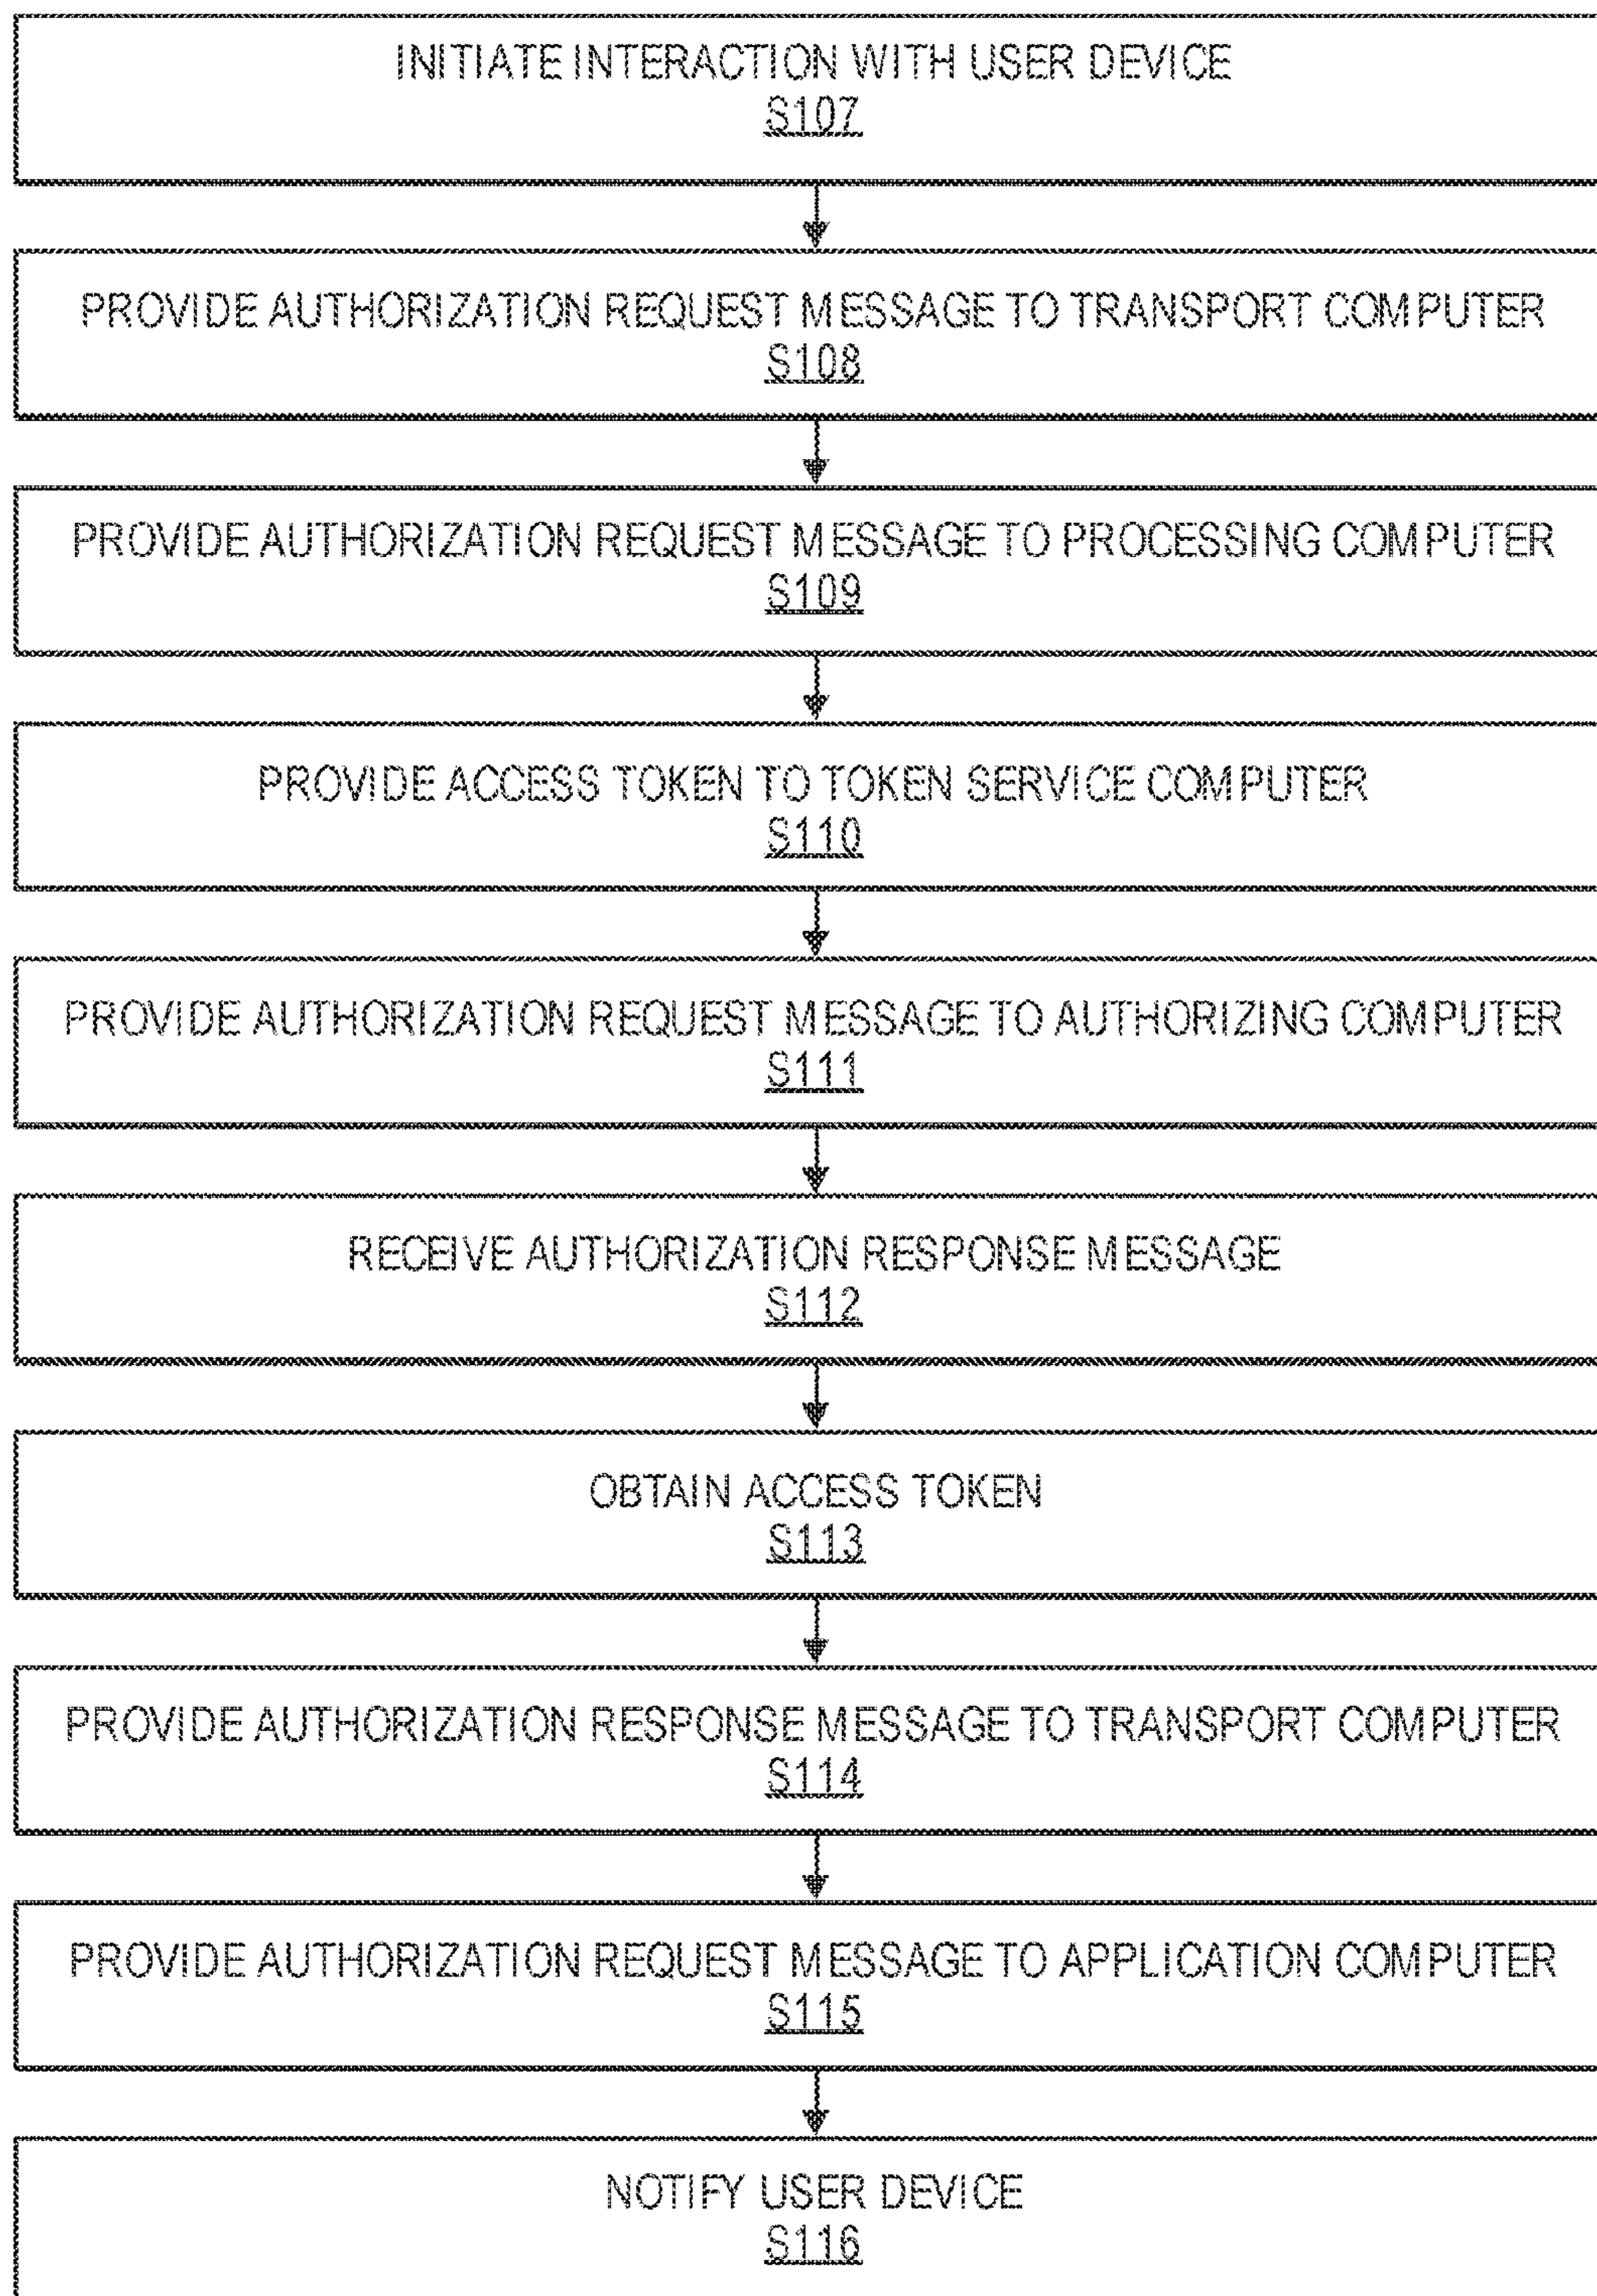 INITIATE INTERACTION WITH USER DEVICE
S107
PROVIDE AUTHORIZATION REQUEST MESSAGE TO TRANSPORT COMPUTER
S108
PROVIDE AUTHORIZATION REQUEST MESSAGE TO PROCESSING COMPUTER
S109
PROVIDE ACCESS TOKEN TO TOKEN SERVICE COMPUTER
S110
PROVIDE AUTHORIZATION REQUEST MESSAGE TO AUTHORIZING COMPUTER
S111
RECEIVE AUTHORIZATION RESPONSE MESSAGE
S112
OBTAIN ACCESS TOKEN
S113
PROVIDE AUTHORIZATION RESPONSE MESSAGE TO TRANSPORT COMPUTER
S114
PROVIDE AUTHORIZATION REQUEST MESSAGE TO APPLICATION COMPUTER
S115
NOTIFY USER DEVICE
S116